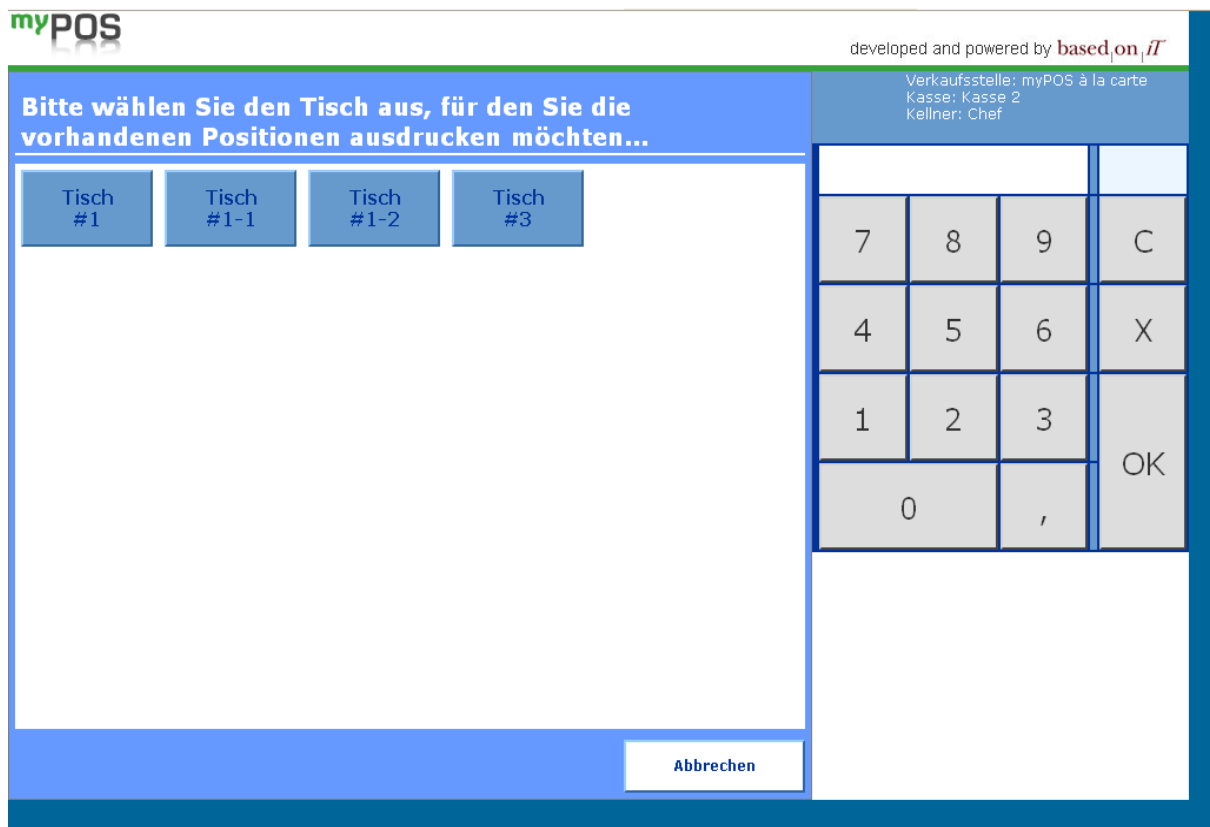 myPOS
developed and powered by based|on|iT
Bitte wählen Sie den Tisch aus, für den Sie die
vorhandenen Positionen ausdrucken möchten...
Verkaufsstelle: myPOS à la carte
Kasse: Kasse 2
Kellner: Chef
Tisch
#1
Tisch
#1-1
Tisch
#1-2
Tisch
#3
7 8 9 C
4 5 6 X
1 2 3
OK
0 ,
Abbrechen